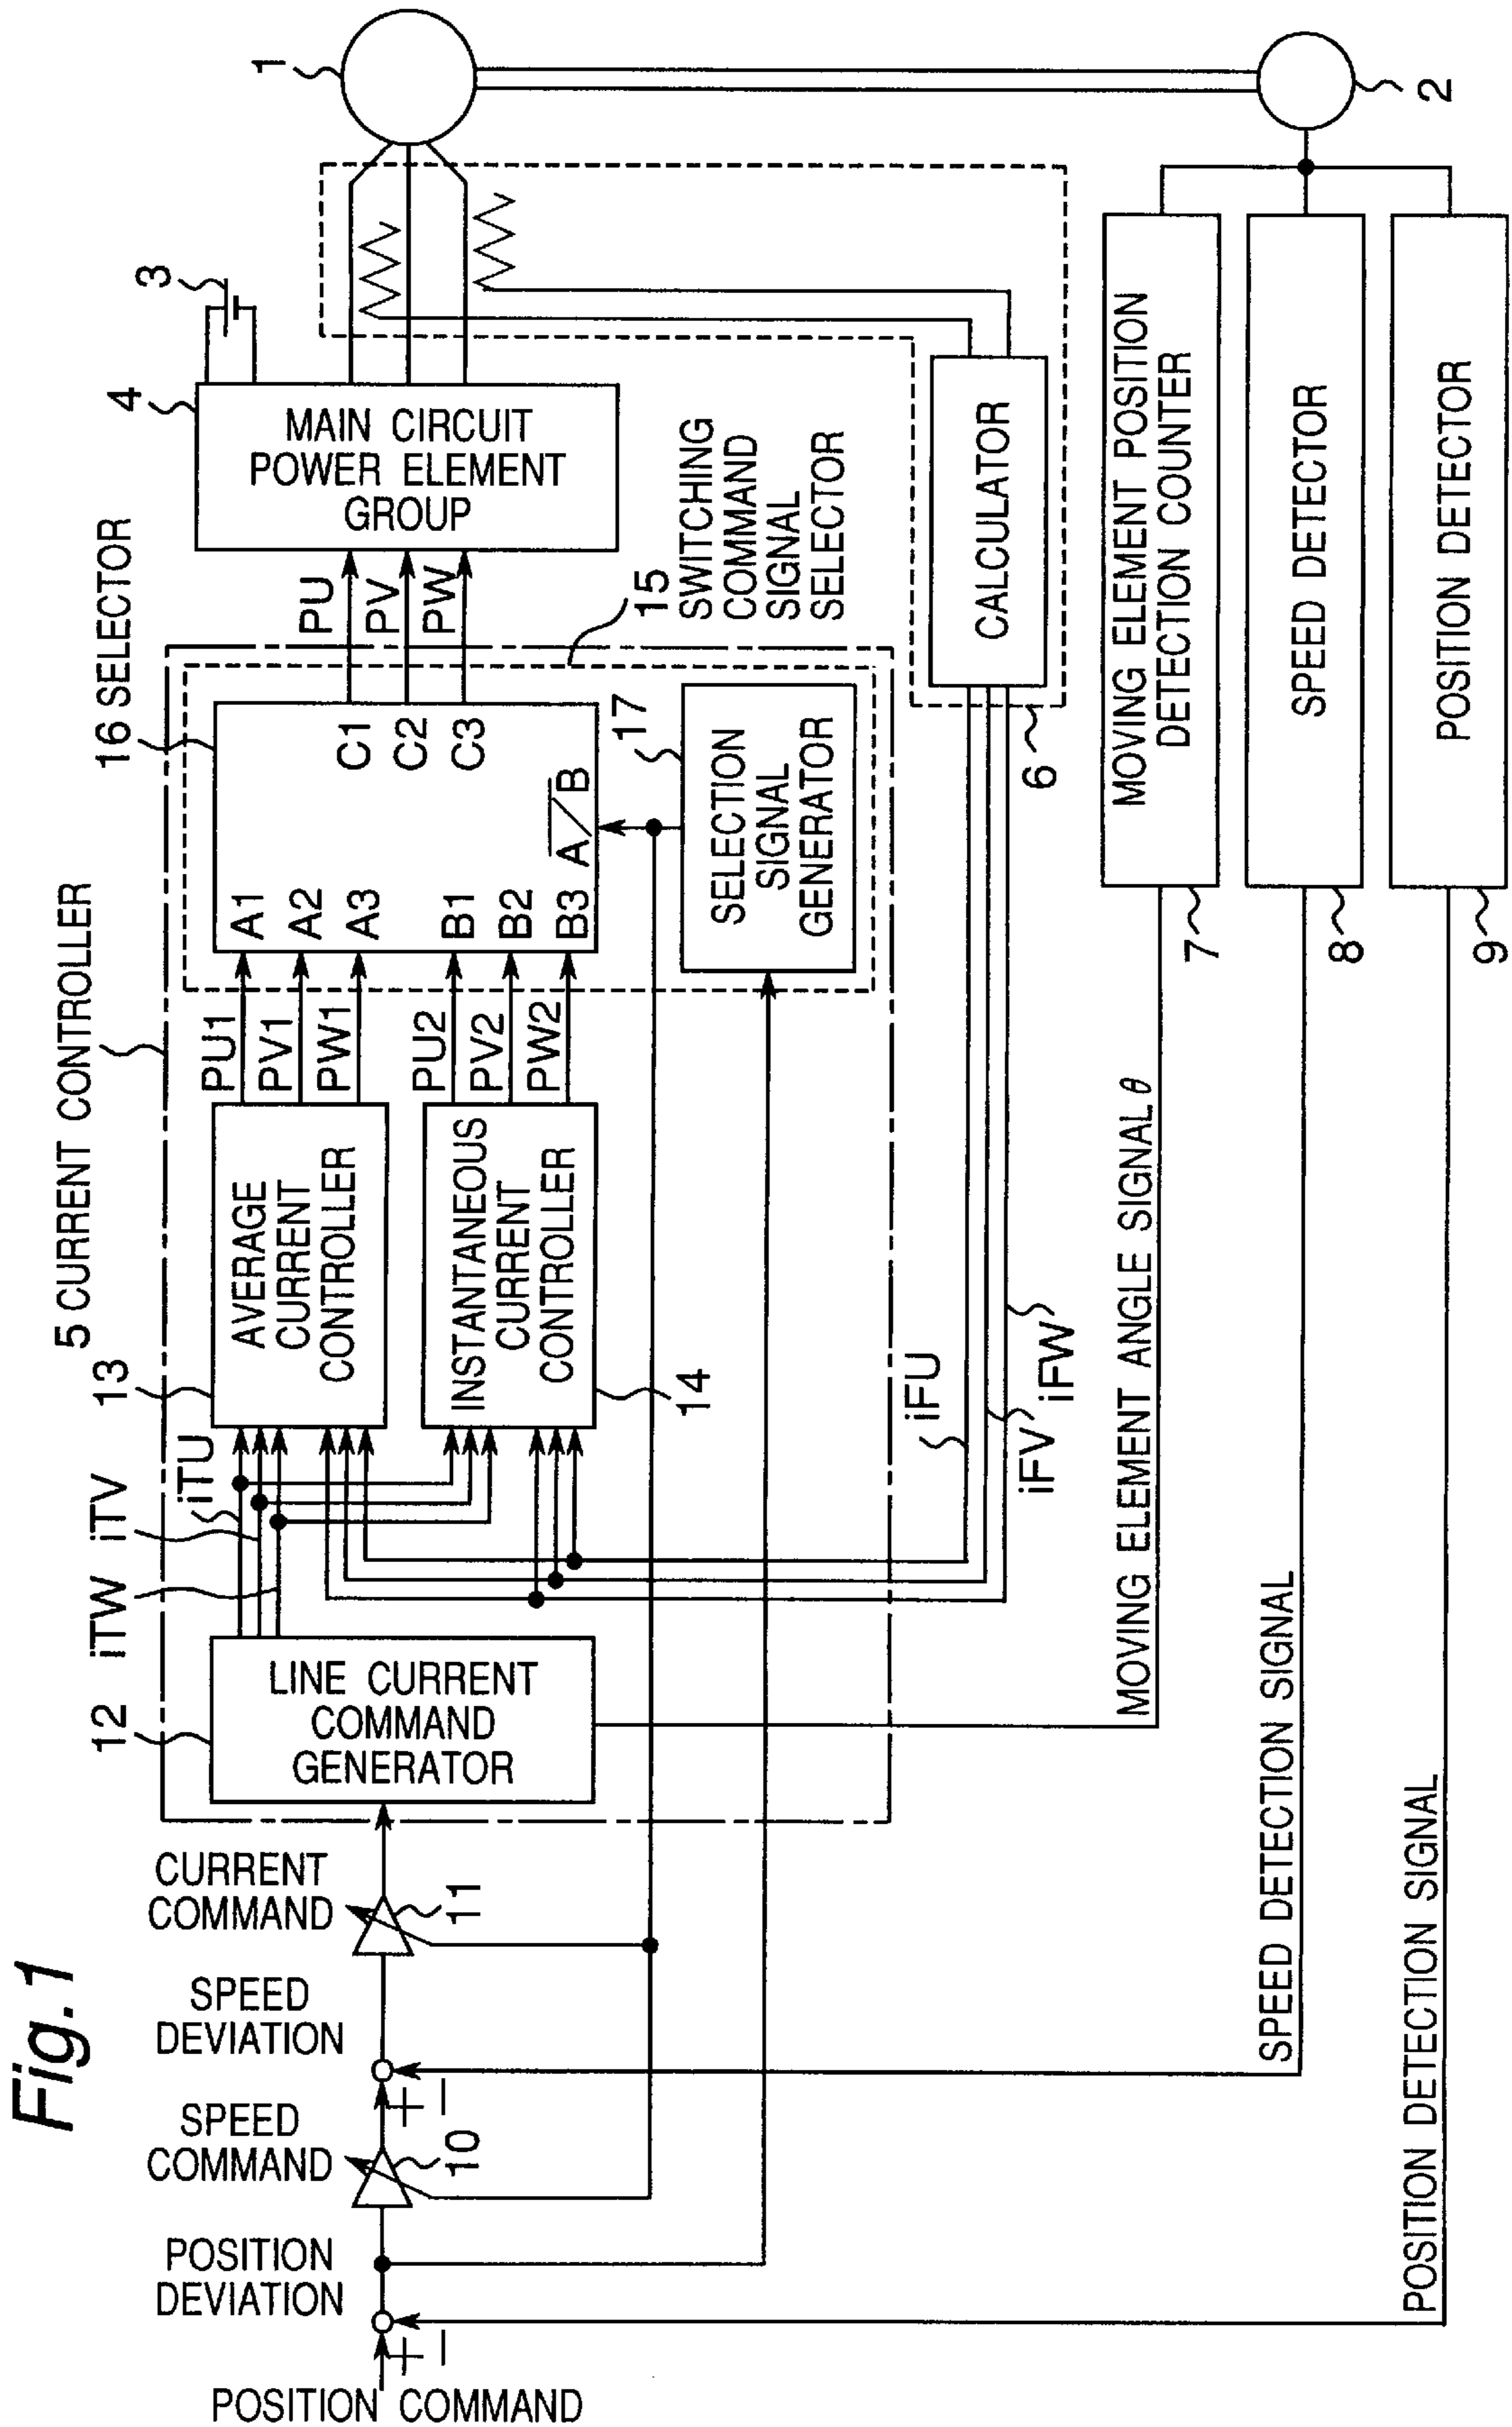 Fig.1
POSITION COMMAND
+
−
POSITION
DEVIATION
SPEED
COMMAND
10
+
−
SPEED
DEVIATION
CURRENT
COMMAND
11
5 CURRENT CONTROLLER
12
LINE CURRENT
COMMAND
GENERATOR
iTW
iTV
iTU
13
AVERAGE
CURRENT
CONTROLLER
INSTANTANEOUS
CURRENT
CONTROLLER
14
PU1
PV1
PW1
PU2
PV2
PW2
16 SELECTOR
A1
A2
A3
B1
B2
B3
C1
C2
C3
A/B
17
SELECTION
SIGNAL
GENERATOR
15
SWITCHING
COMMAND
SIGNAL
SELECTOR
PU
PV
PW
4
MAIN CIRCUIT
POWER ELEMENT
GROUP
3
1
2
CALCULATOR
6
iFU
iFV
iFW
MOVING ELEMENT POSITION
DETECTION COUNTER
7
SPEED DETECTOR
8
POSITION DETECTOR
9
MOVING ELEMENT ANGLE SIGNAL θ
SPEED DETECTION SIGNAL
POSITION DETECTION SIGNAL